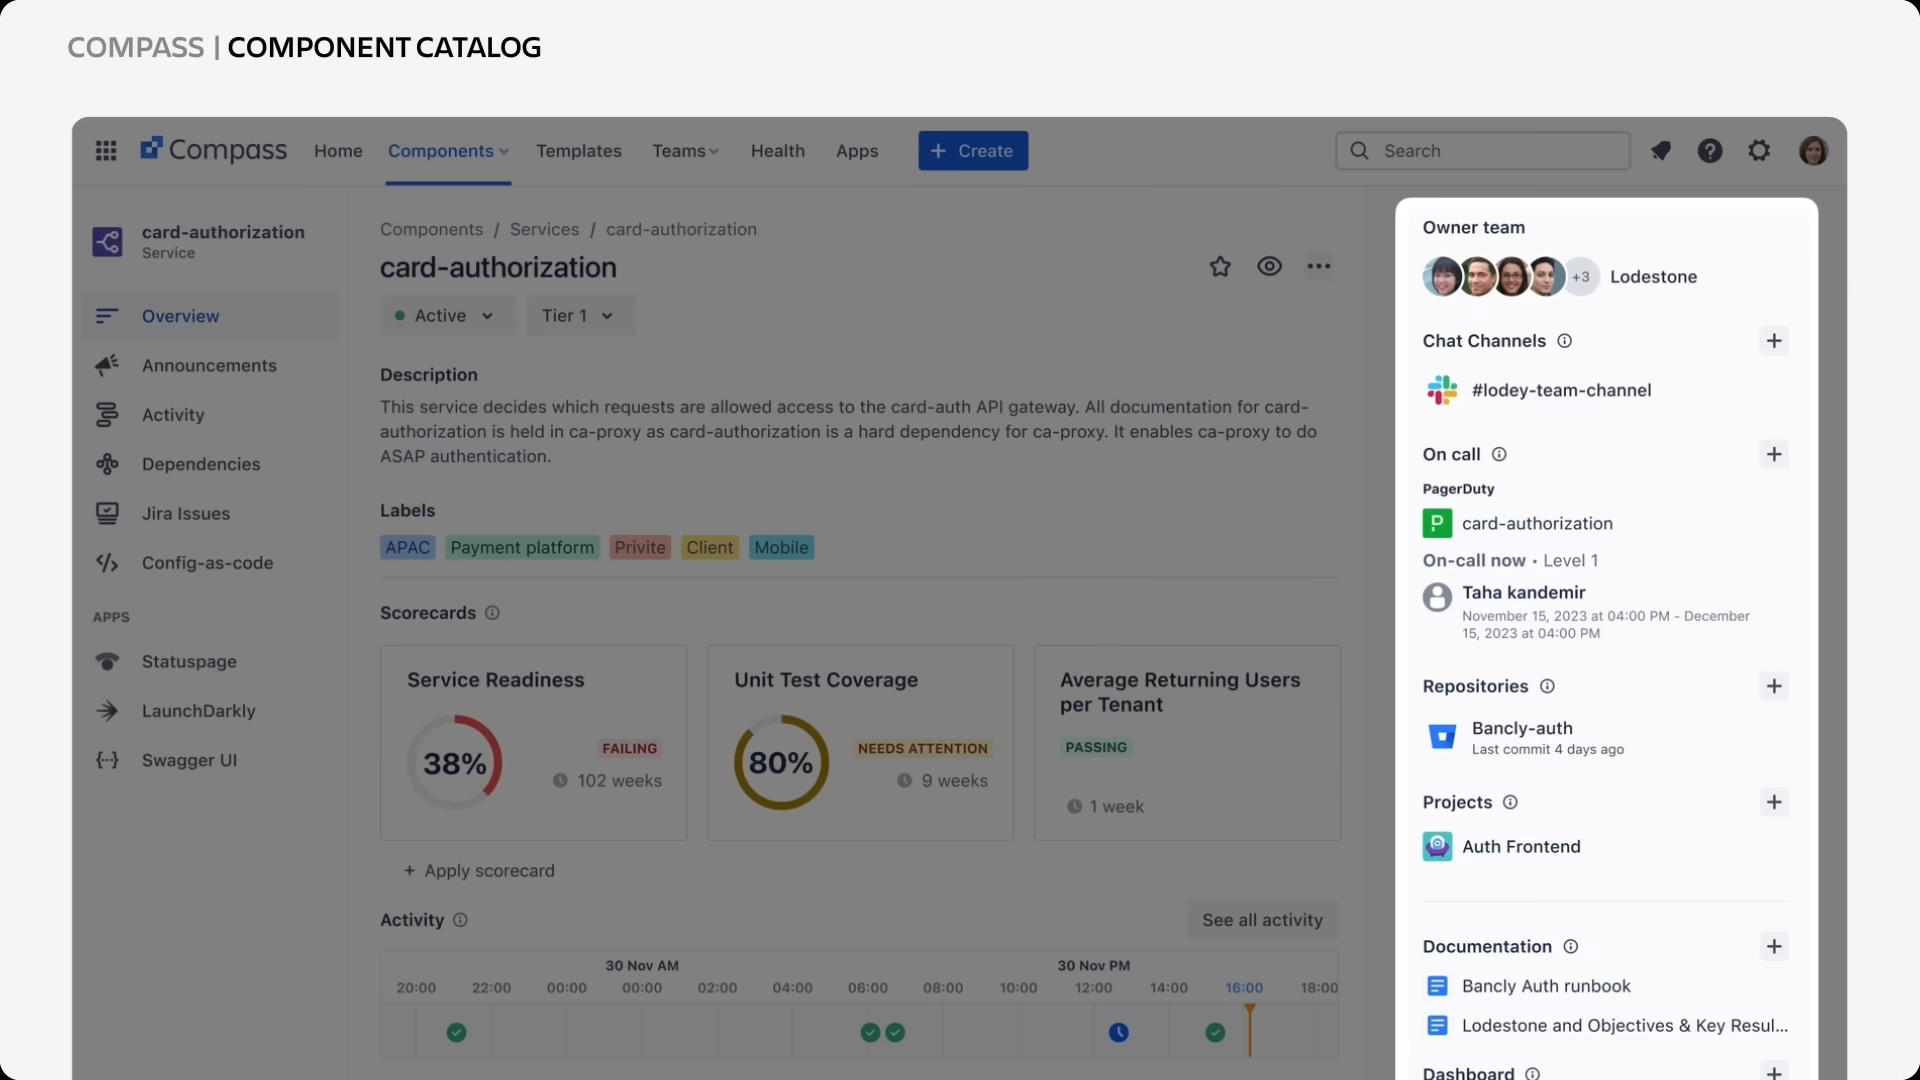 COMPASS | COMPONENT CATALOG
Compass
Home
Components
Templates
Teams
Health
Apps
+ Create
Search
card-authorization
Service
Overview
Announcements
Activity
Dependencies
Jira Issues
Config-as-code
APPS
Statuspage
LaunchDarkly
Swagger UI
Components / Services / card-authorization
card-authorization
Active
Tier 1
Description
This service decides which requests are allowed access to the card-auth API gateway. All documentation for card-
authorization is held in ca-proxy as card-authorization is a hard dependency for ca-proxy. It enables ca-proxy to do
ASAP authentication.
Labels
APAC
Payment platform
Privite
Client
Mobile
Scorecards
Service Readiness
38%
FAILING
102 weeks
Unit Test Coverage
80%
NEEDS ATTENTION
9 weeks
Average Returning Users
per Tenant
PASSING
1 week
+ Apply scorecard
Activity
See all activity
30 Nov AM
30 Nov PM
20:00 22:00 00:00 00:00 02:00 04:00 06:00 08:00 10:00 12:00 14:00 16:00 18:00
Owner team
+3
Lodestone
Chat Channels
#lodey-team-channel
On call
PagerDuty
P
card-authorization
On-call now • Level 1
Taha kandemir
November 15, 2023 at 04:00 PM - December
15, 2023 at 04:00 PM
Repositories
Bancly-auth
Last commit 4 days ago
Projects
Auth Frontend
Documentation
Bancly Auth runbook
Lodestone and Objectives & Key Resul...
Dashboard